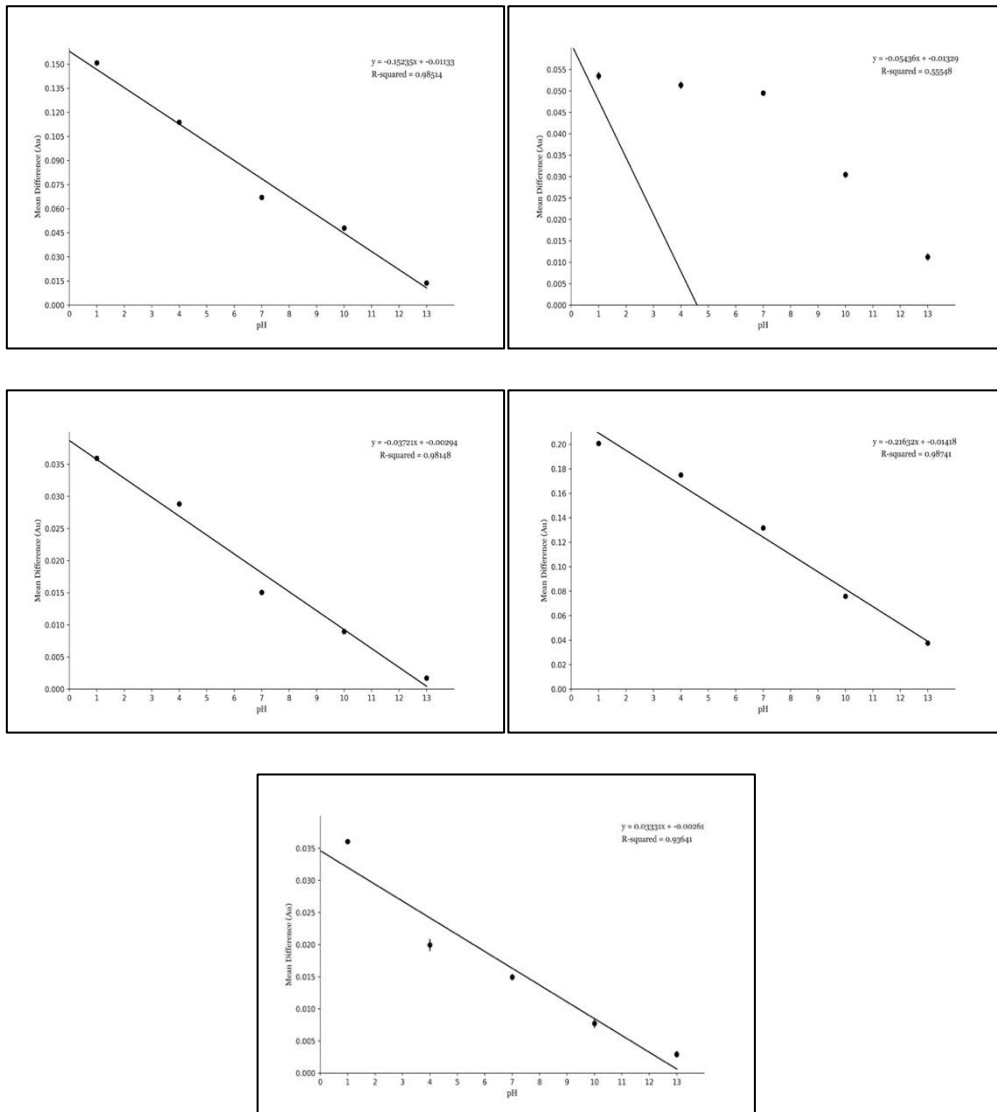 y = -0.15235x + -0.01133
R-squared = 0.98514
0.150
0.135
0.120
0.105
0.090
0.075
0.060
0.045
0.030
0.015
0.000
Mean Difference (Au)
0 1 2 3 4 5 6 7 8 9 10 11 12 13
pH
y = -0.05436x + -0.01329
R-squared = 0.55548
0.055
0.050
0.045
0.040
0.035
0.030
0.025
0.020
0.015
0.010
0.005
0.000
Mean Difference (Au)
0 1 2 3 4 5 6 7 8 9 10 11 12 13
pH
y = -0.03721x + -0.00294
R-squared = 0.98148
0.035
0.030
0.025
0.020
0.015
0.010
0.005
0.000
Mean Difference (Au)
0 1 2 3 4 5 6 7 8 9 10 11 12 13
pH
y = -0.21632x + -0.01418
R-squared = 0.98741
0.20
0.18
0.16
0.14
0.12
0.10
0.08
0.06
0.04
0.02
0.00
Mean Difference (Au)
0 1 2 3 4 5 6 7 8 9 10 11 12 13
pH
y = 0.03331x + -0.00261
R-squared = 0.93641
0.035
0.030
0.025
0.020
0.015
0.010
0.005
0.000
Mean Difference (Au)
0 1 2 3 4 5 6 7 8 9 10 11 12 13
pH